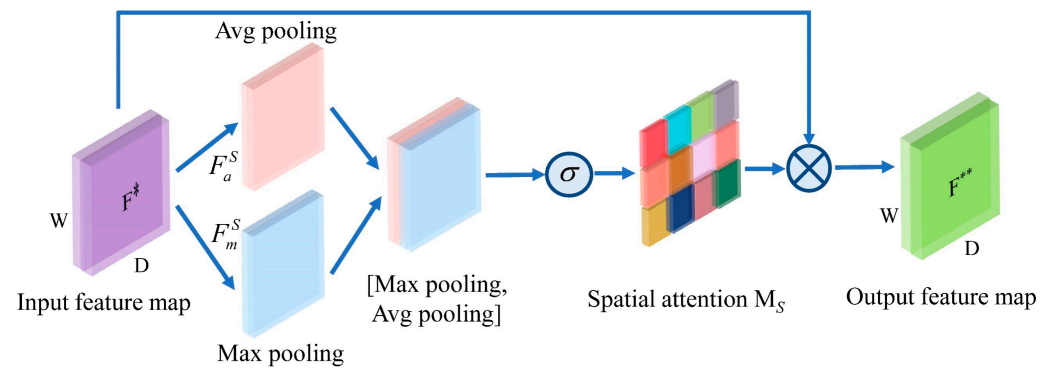 Avg pooling
F_a^S
F*
W
D
Input feature map
F_m^S
Max pooling
[Max pooling,
Avg pooling]
σ
Spatial attention M_S
F**
W
D
Output feature map